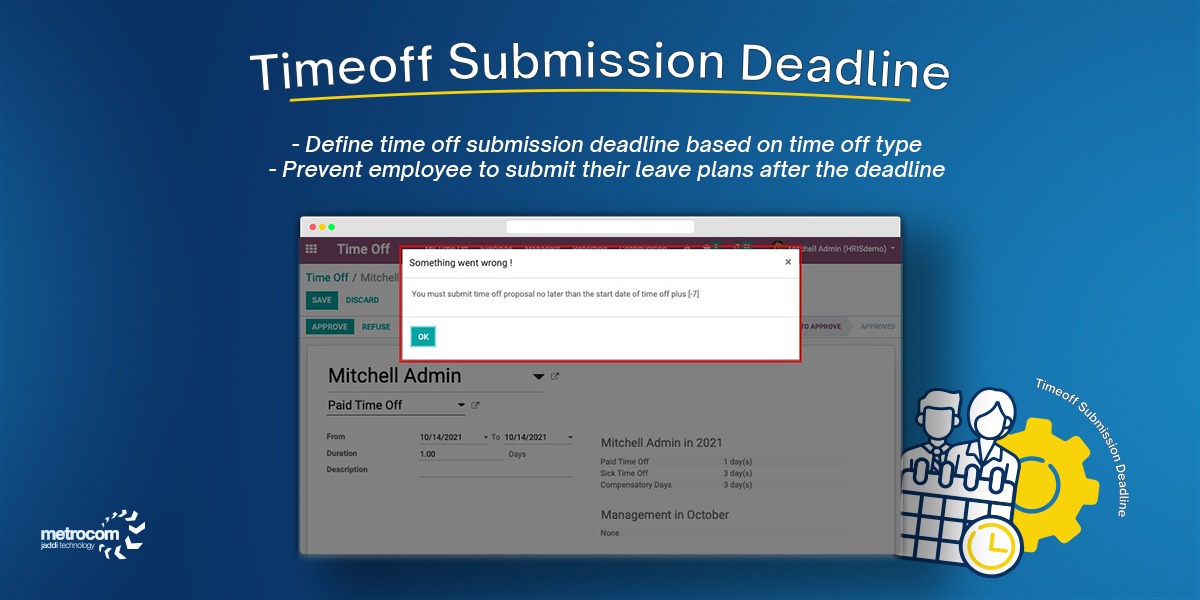 Timeoff Submission Deadline
- Define time off submission deadline based on time off type
- Prevent employee to submit their leave plans after the deadline
Time Off
Mitchell Admin (HRISdemo)
Something went wrong !
×
Time Off / Mitchell
You must submit time off proposal no later than the start date of time off plus [-7]
SAVE DISCARD
APPROVE REFUSE
TO APPROVE APPROVED
OK
Mitchell Admin
Paid Time Off
From 10/14/2021 To 10/14/2021
Duration 1.00 Days
Description
Mitchell Admin in 2021
Paid Time Off 1 day(s)
Sick Time Off 3 day(s)
Compensatory Days 3 day(s)
Management in October
None
Timeoff Submission Deadline
metrocom
jaddi technology